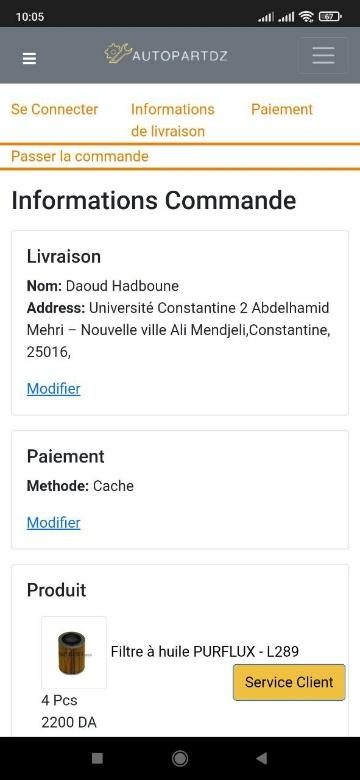 10:05
67
AUTOPARTDZ
Se Connecter
Informations de livraison
Paiement
Passer la commande
Informations Commande
Livraison
Nom: Daoud Hadboune
Address: Université Constantine 2 Abdelhamid
Mehri – Nouvelle ville Ali Mendjeli,Constantine,
25016,
Modifier
Paiement
Methode: Cache
Modifier
Produit
Filtre à huile PURFLUX - L289
Service Client
4 Pcs
2200 DA